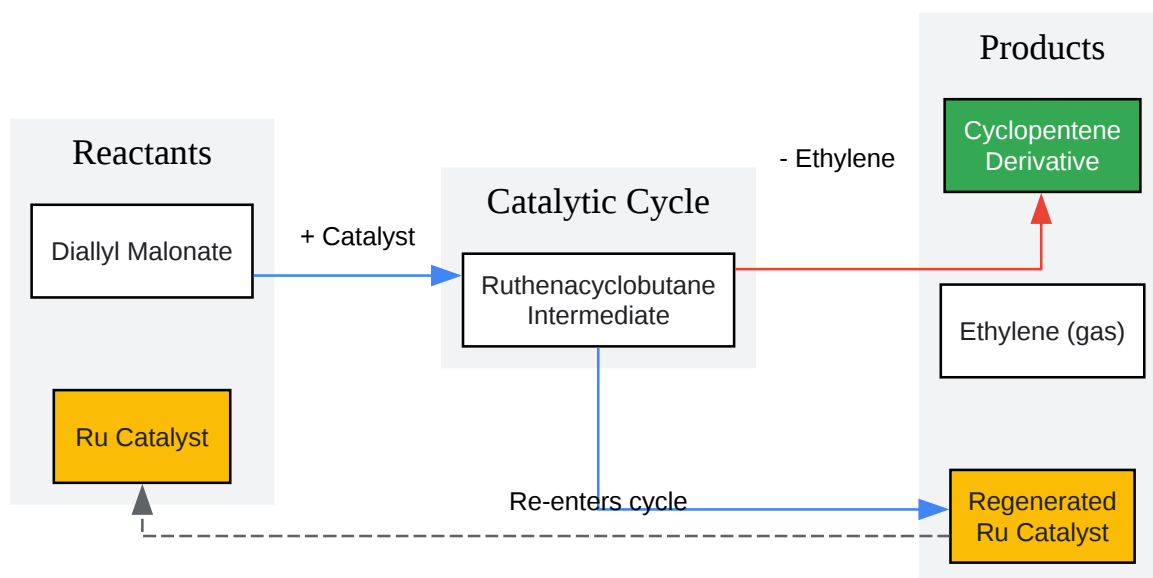 Reactants
Diallyl Malonate
Ru Catalyst
+ Catalyst
Catalytic Cycle
Ruthenacyclobutane
Intermediate
- Ethylene
Re-enters cycle
Products
Cyclopentene
Derivative
Ethylene (gas)
Regenerated
Ru Catalyst